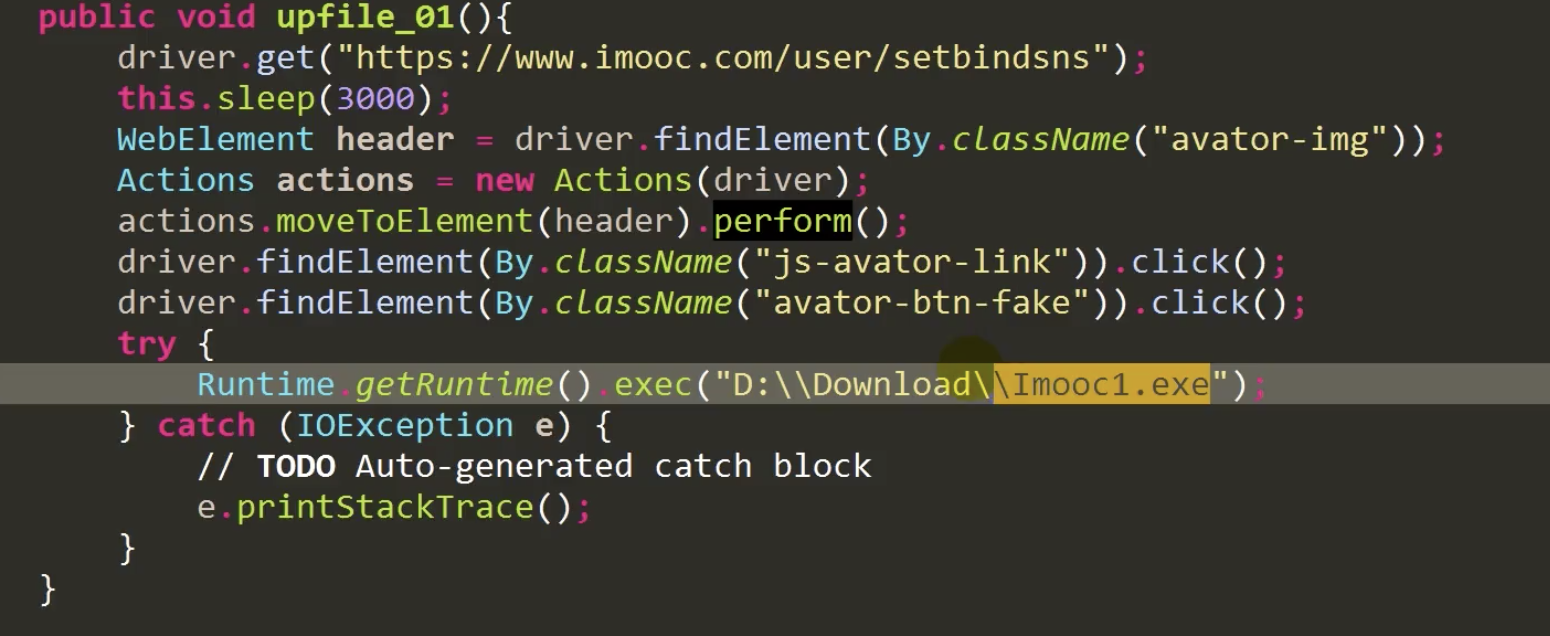 public void upfile_01(){
driver.get("https://www.imooc.com/user/setbindsns");
this.sleep(3000);
WebElement header = driver.findElement(By.className("avator-img"));
Actions actions = new Actions(driver);
actions.moveToElement(header).perform();
driver.findElement(By.className("js-avator-link")).click();
driver.findElement(By.className("avator-btn-fake")).click();
try {
Runtime.getRuntime().exec("D:\\Download\\Imooc1.exe");
} catch (IOException e) {
// TODO Auto-generated catch block
e.printStackTrace();
}
}